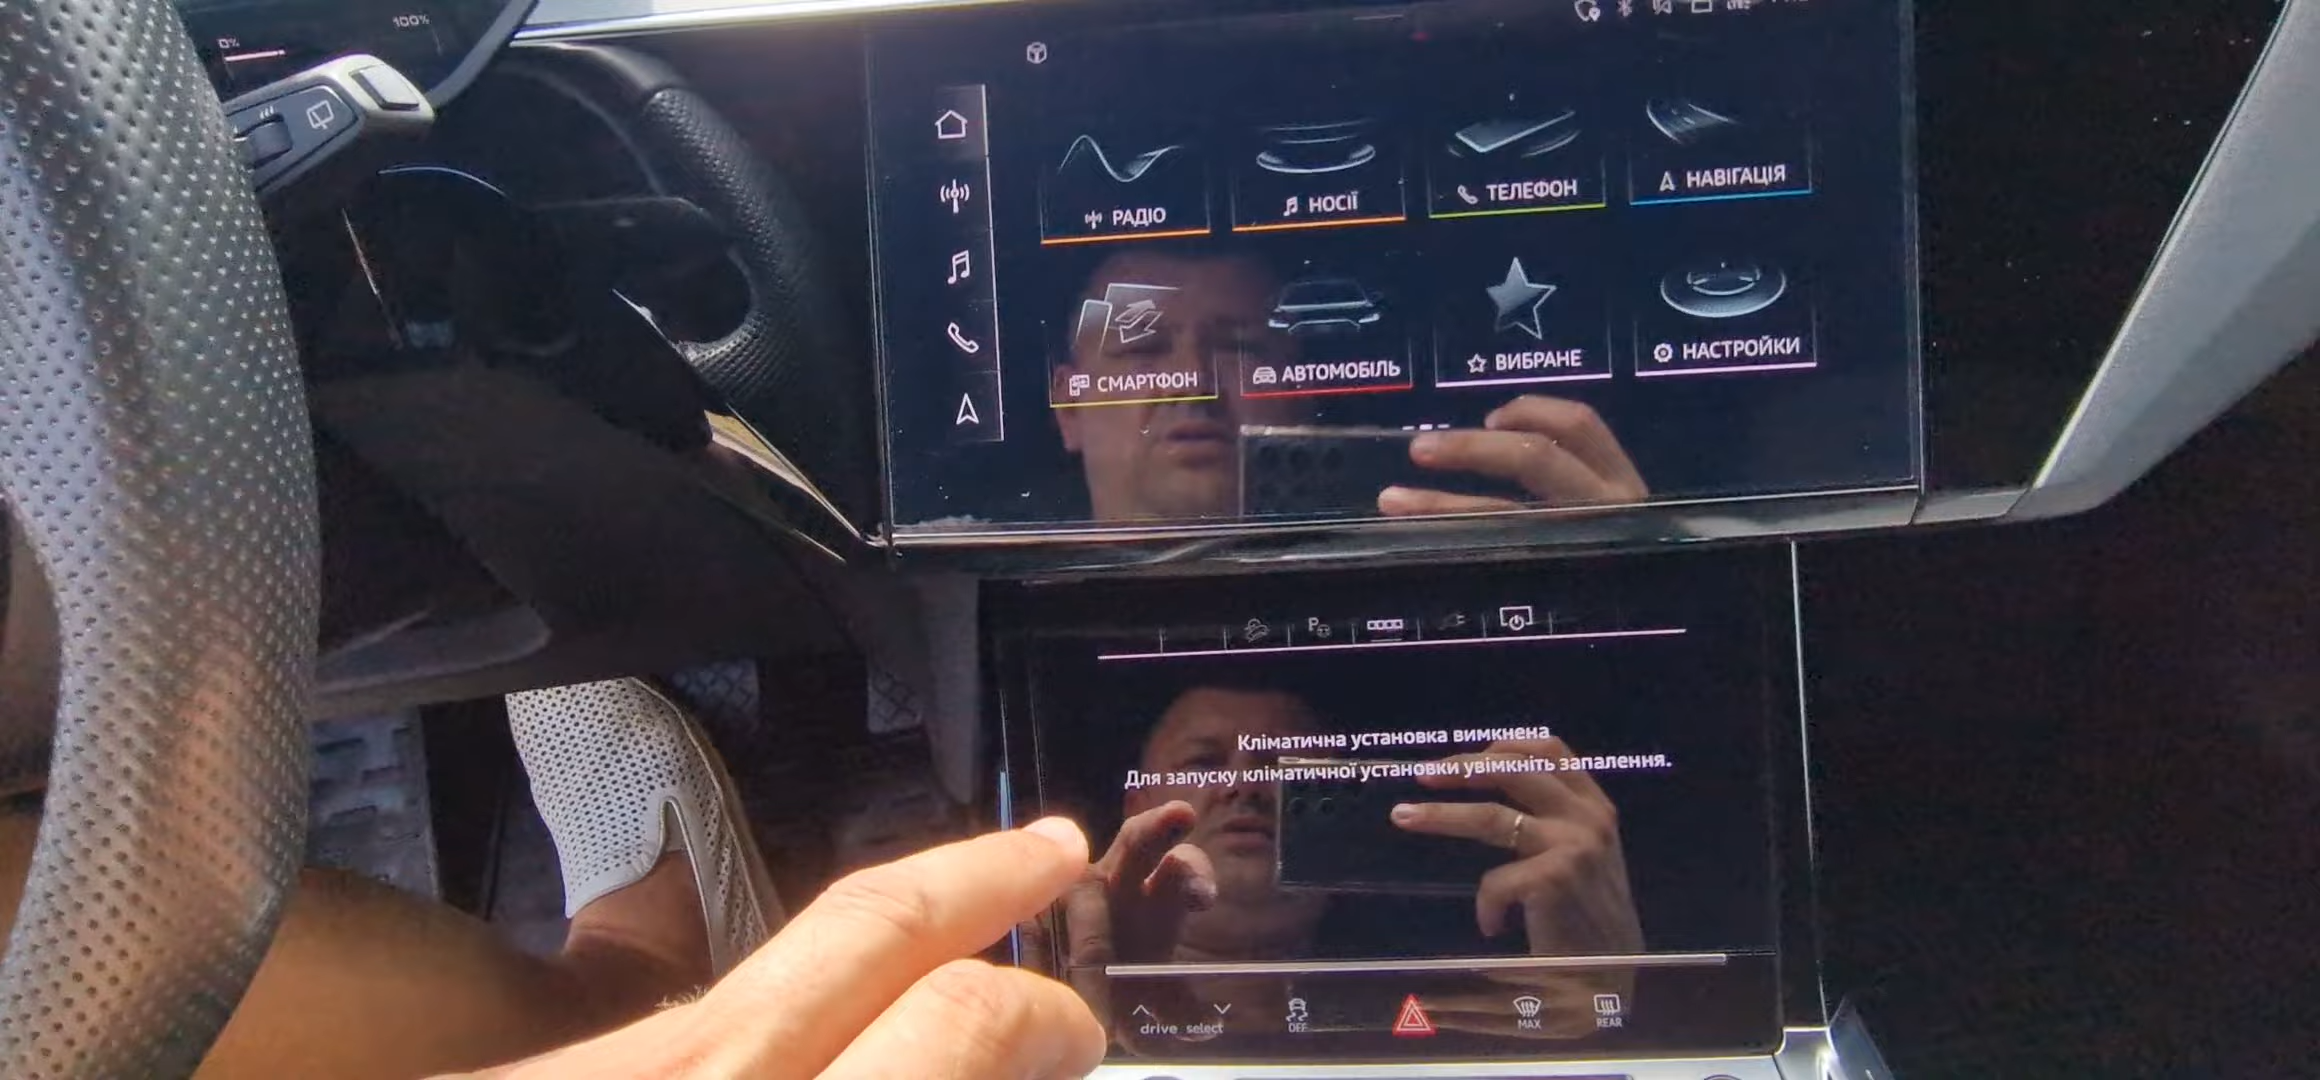 0%
100%
РАДІО
НОСІЇ
ТЕЛЕФОН
НАВІГАЦІЯ
СМАРТФОН
АВТОМОБІЛЬ
ВИБРАНЕ
НАСТРОЙКИ
P
Кліматична установка вимкнена
Для запуску кліматичної установки увімкніть запалення.
drive select
OFF
MAX
REAR